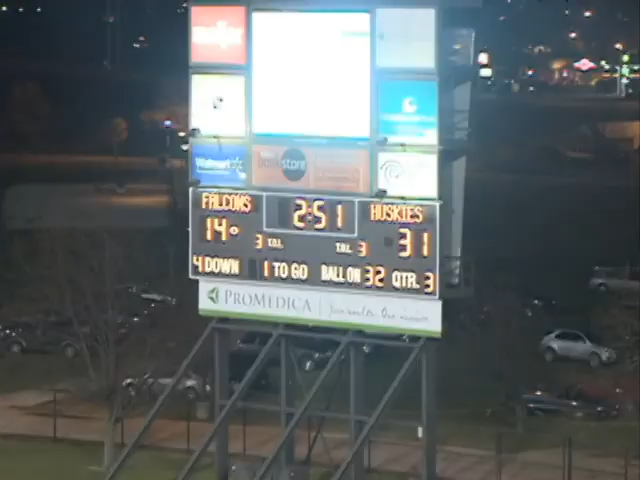 Walmart
store
FALCONS 2:51 HUSKIES
14 31
3 T.O.L. T.O.L. 3
4 DOWN 1 TO GO BALL ON 32 QTR. 3
PROMEDICA